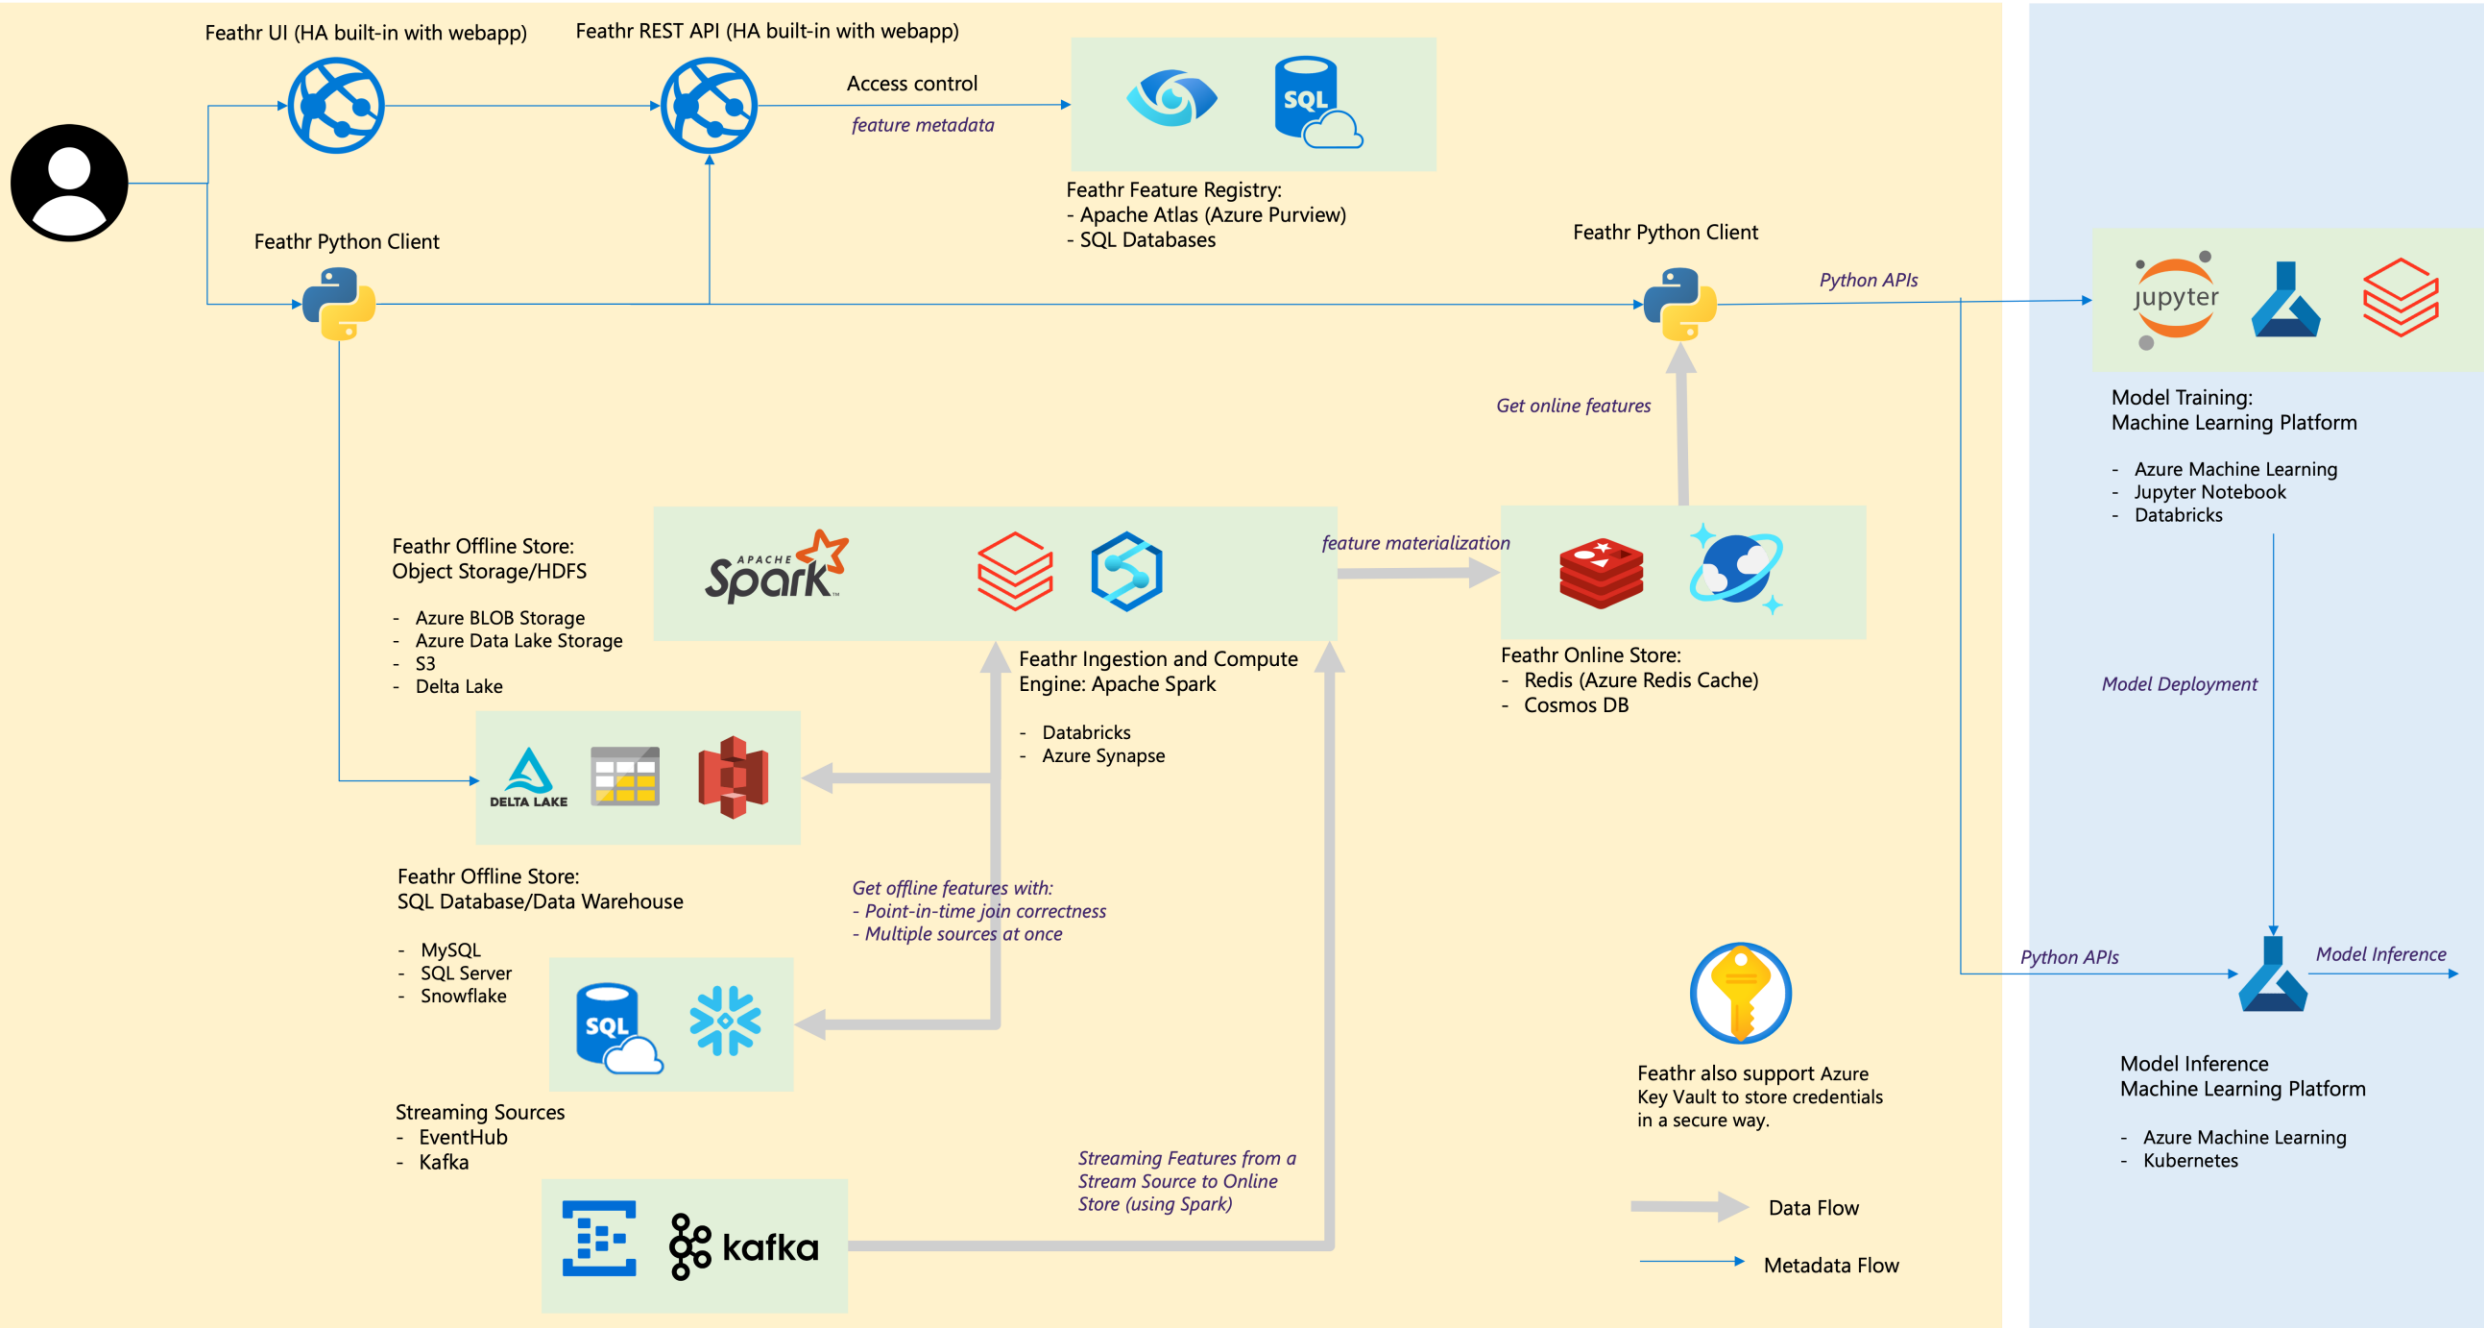 Feathr UI (HA built-in with webapp)
Feathr REST API (HA built-in with webapp)
Access control
feature metadata
SQL
Feathr Feature Registry:
- Apache Atlas (Azure Purview)
- SQL Databases
Feathr Python Client
Feathr Python Client
Python APIs
jupyter
Model Training:
Machine Learning Platform
- Azure Machine Learning
- Jupyter Notebook
- Databricks
Get online features
Feathr Offline Store:
Object Storage/HDFS
- Azure BLOB Storage
- Azure Data Lake Storage
- S3
- Delta Lake
APACHE
Spark™
feature materialization
Feathr Ingestion and Compute
Engine: Apache Spark
- Databricks
- Azure Synapse
Feathr Online Store:
- Redis (Azure Redis Cache)
- Cosmos DB
Model Deployment
DELTA LAKE
Feathr Offline Store:
SQL Database/Data Warehouse
- MySQL
- SQL Server
- Snowflake
Get offline features with:
- Point-in-time join correctness
- Multiple sources at once
SQL
Python APIs
Model Inference
Feathr also support Azure
Key Vault to store credentials
in a secure way.
Model Inference
Machine Learning Platform
- Azure Machine Learning
- Kubernetes
Streaming Sources
- EventHub
- Kafka
Streaming Features from a
Stream Source to Online
Store (using Spark)
kafka
Data Flow
Metadata Flow